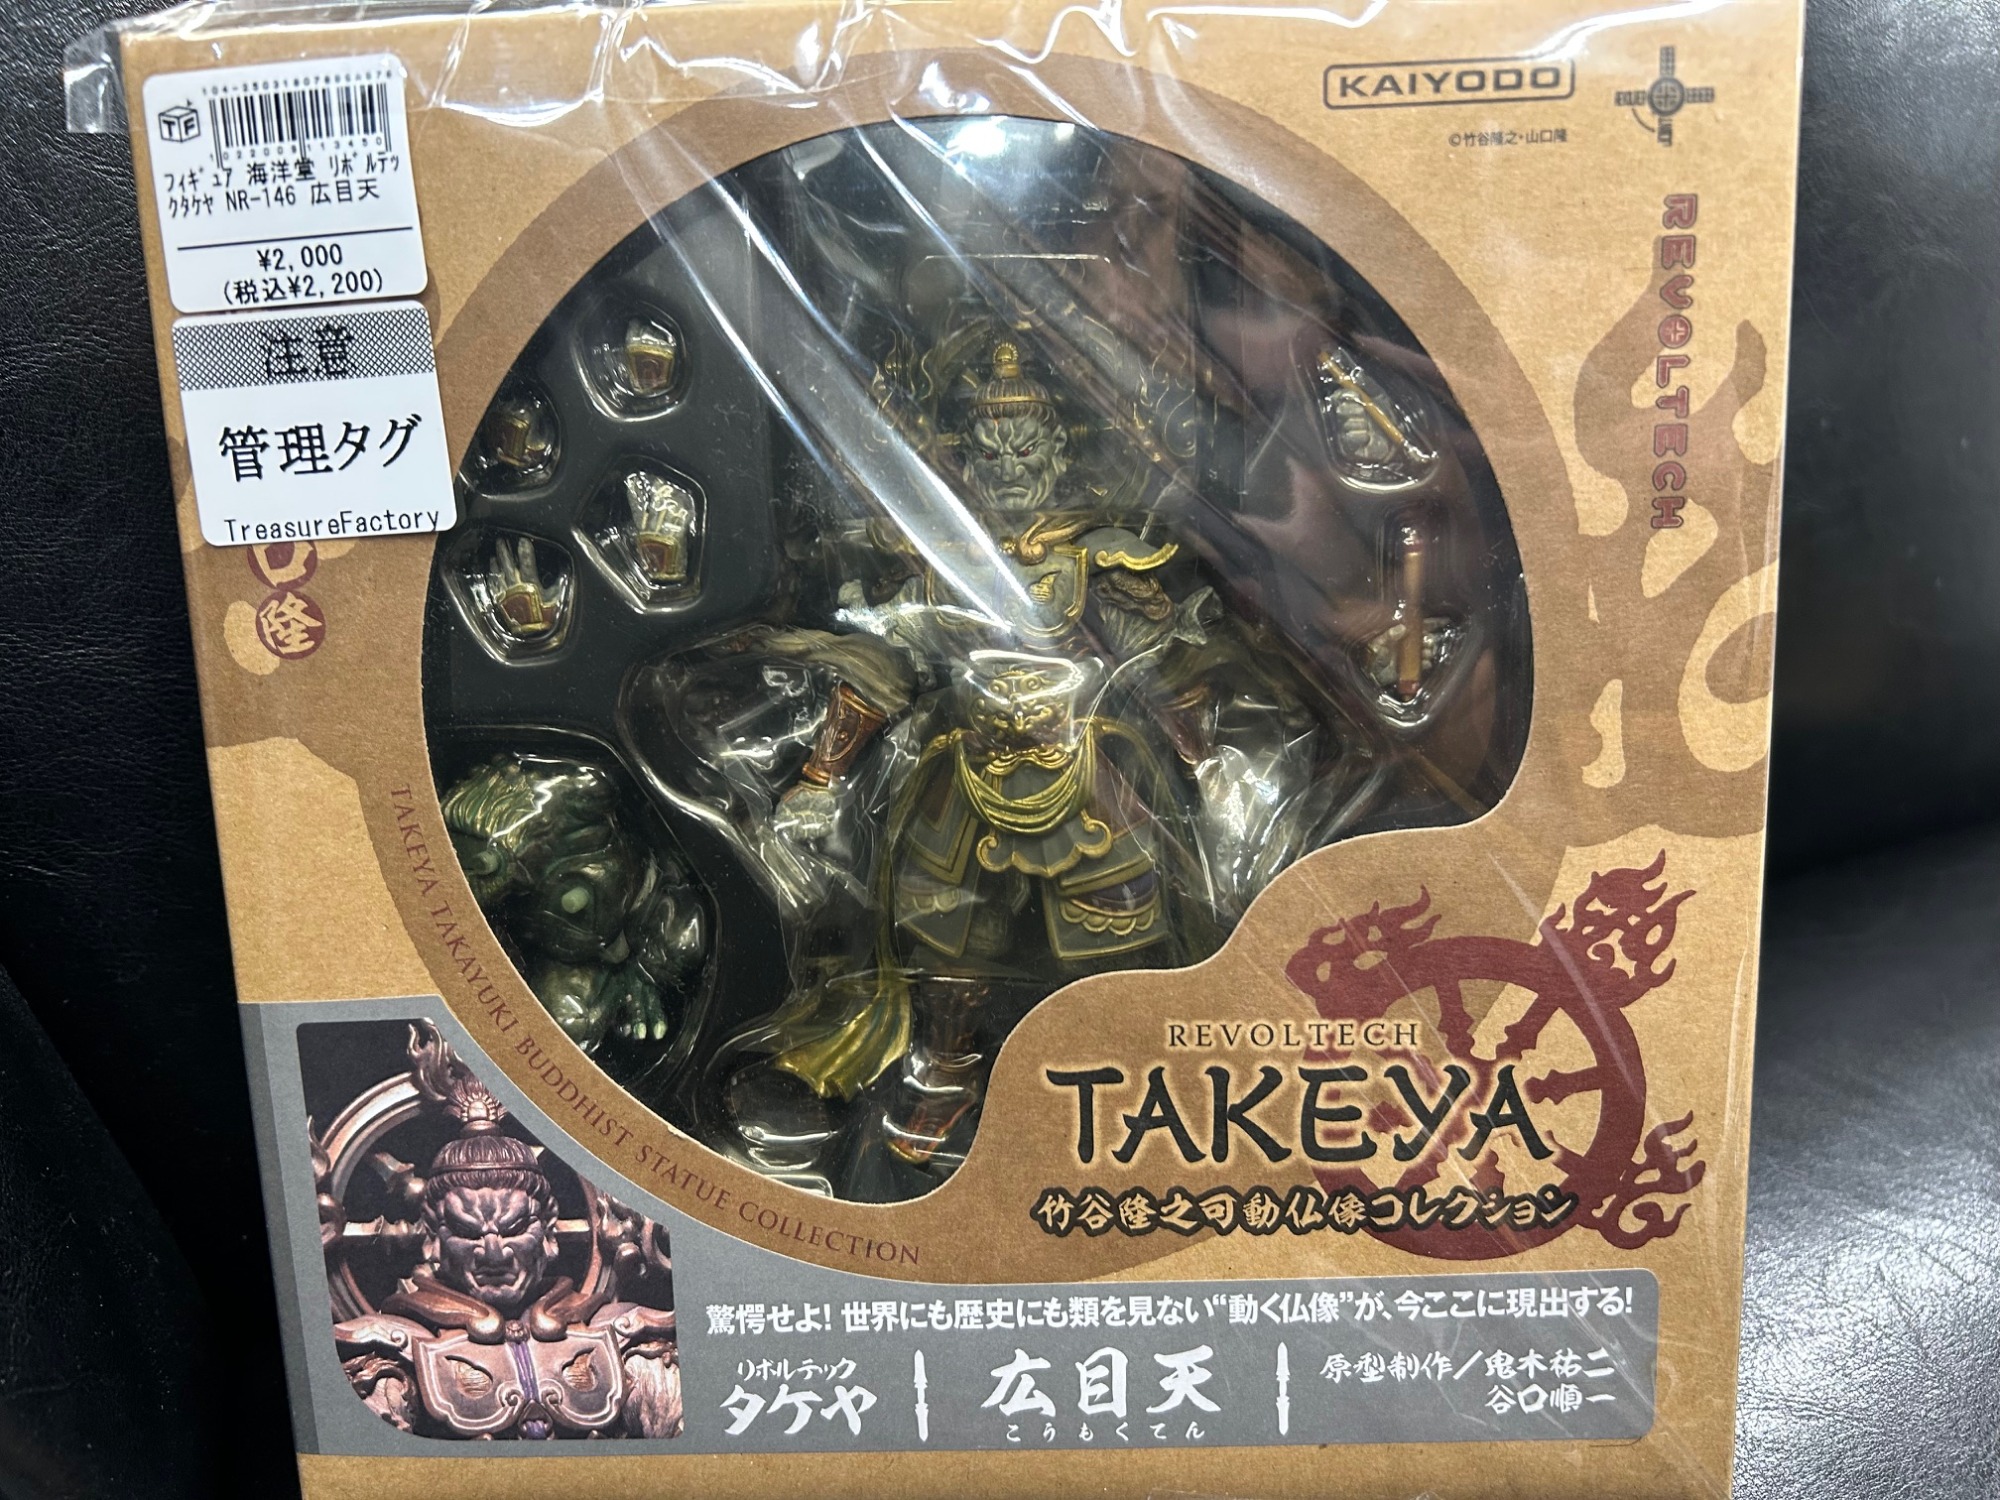 104-2503180789
TF
1022009113450
フィギュア 海洋堂 リボルテッ
クタケヤ NR-146 広目天
¥2,000
(税込¥2,200)
注意
管理タグ
TreasureFactory
隆
KAIYODO
©竹谷隆之・山口隆
REVOLTECH
TAKEYA TAKAYUKI BUDDHIST STATUE COLLECTION
REVOLTECH
TAKEYA
竹谷隆之可動仏像コレクション
驚愕せよ!世界にも歴史にも類を見ない“動く仏像”が、今ここに現出する!
リボルテック
タケヤ
広目天
こうもくてん
原型制作/鬼木祐二
谷口順一